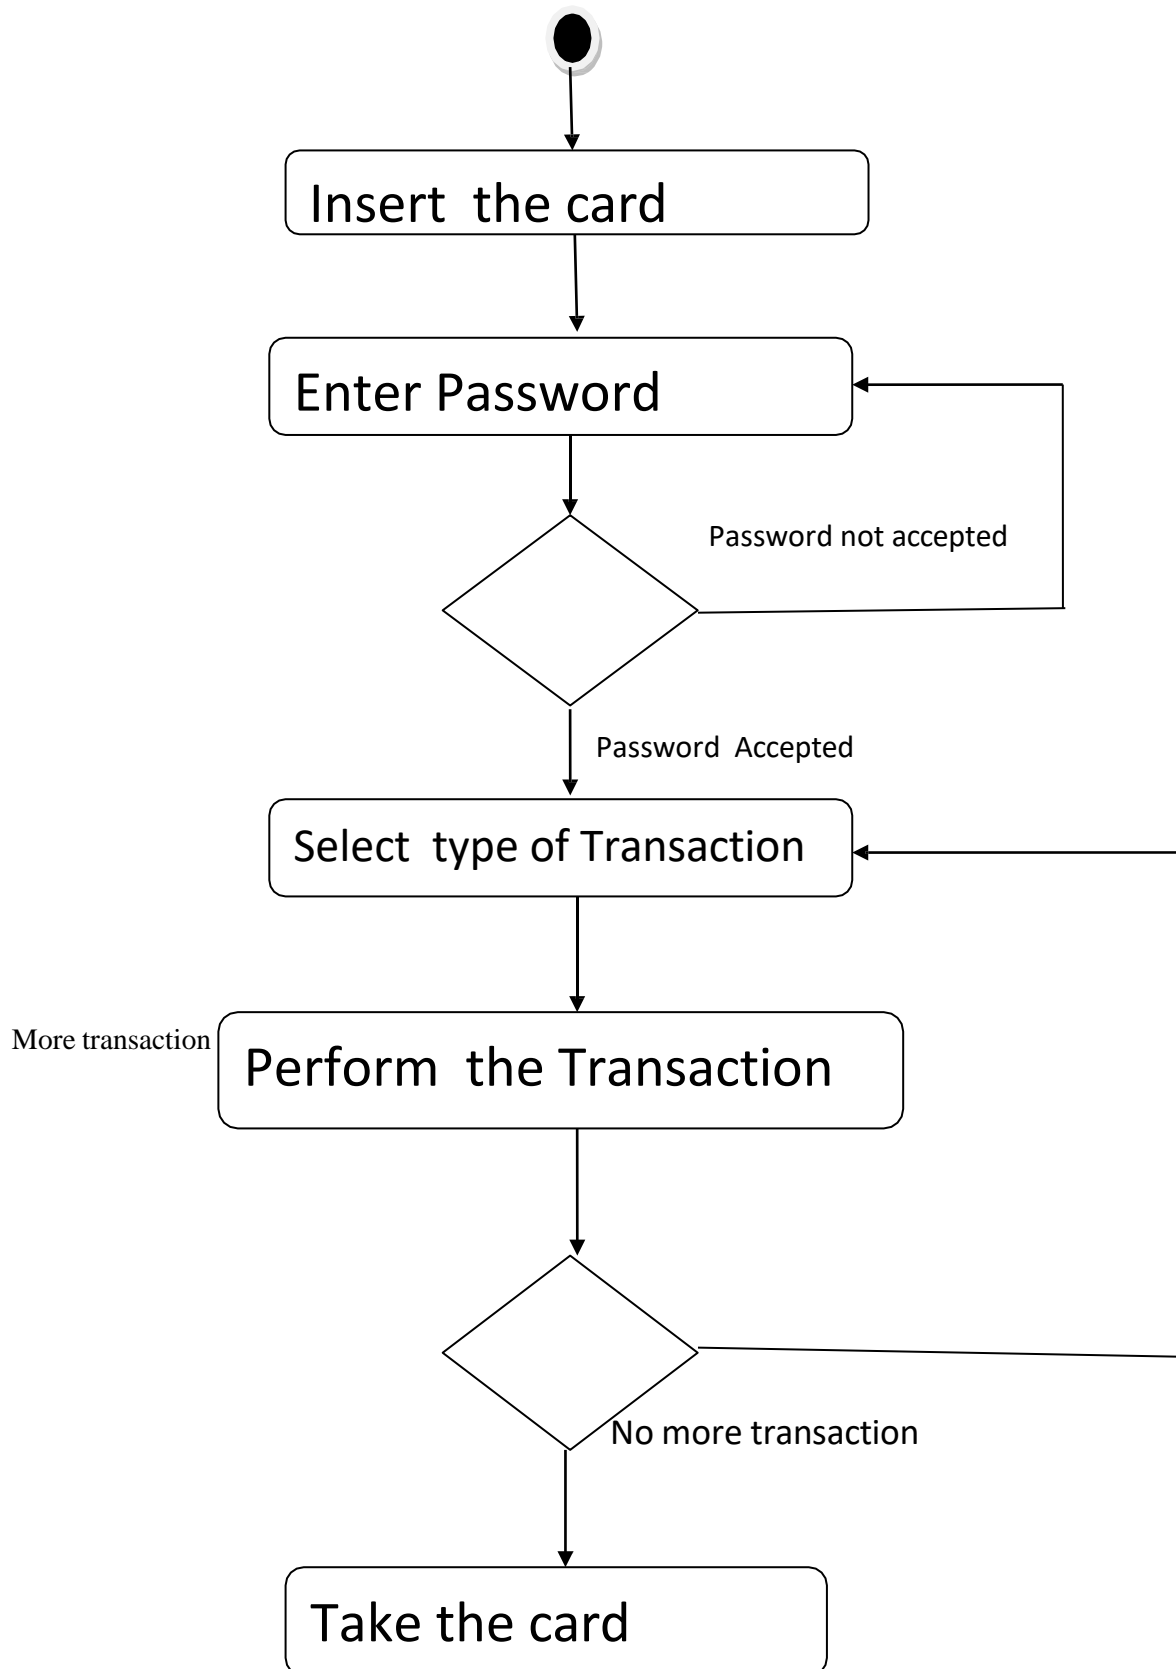 Insert the card
Enter Password
Password not accepted
Password Accepted
Select type of Transaction
More transaction
Perform the Transaction
No more transaction
Take the card